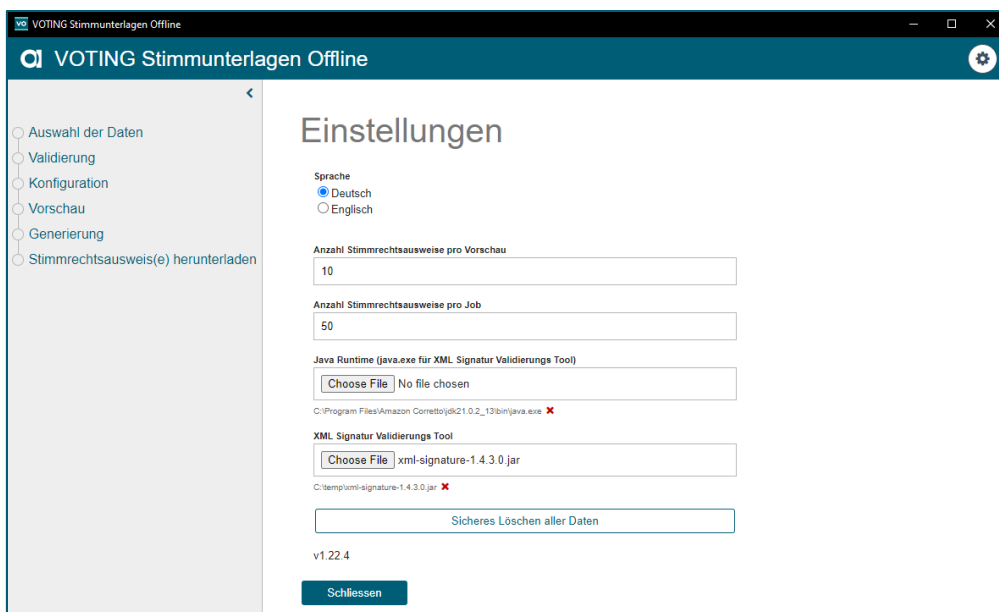 VO VOTING Stimmunterlagen Offline
VOTING Stimmunterlagen Offline
Auswahl der Daten
Validierung
Konfiguration
Vorschau
Generierung
Stimmrechtsausweis(e) herunterladen
Einstellungen
Sprache
Deutsch
Englisch
Anzahl Stimmrechtsausweise pro Vorschau
10
Anzahl Stimmrechtsausweise pro Job
50
Java Runtime (java.exe für XML Signatur Validierungs Tool)
Choose File No file chosen
C:\Program Files\Amazon Corretto\jdk21.0.2_13\bin\java.exe
XML Signatur Validierungs Tool
Choose File xml-signature-1.4.3.0.jar
C:\temp\xml-signature-1.4.3.0.jar
Sicheres Löschen aller Daten
v1.22.4
Schliessen